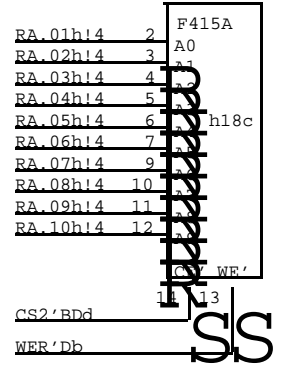 F415A
RA.01h!4 2 A0
RA.02h!4 3 A1
RA.03h!4 4
RA.04h!4 5
RA.05h!4 6 h18c
RA.06h!4 7
RA.07h!4 9
RA.08h!4 10
RA.09h!4 11
RA.10h!4 12
WE'
14 13
CS2'BDd
WER'Db
SS